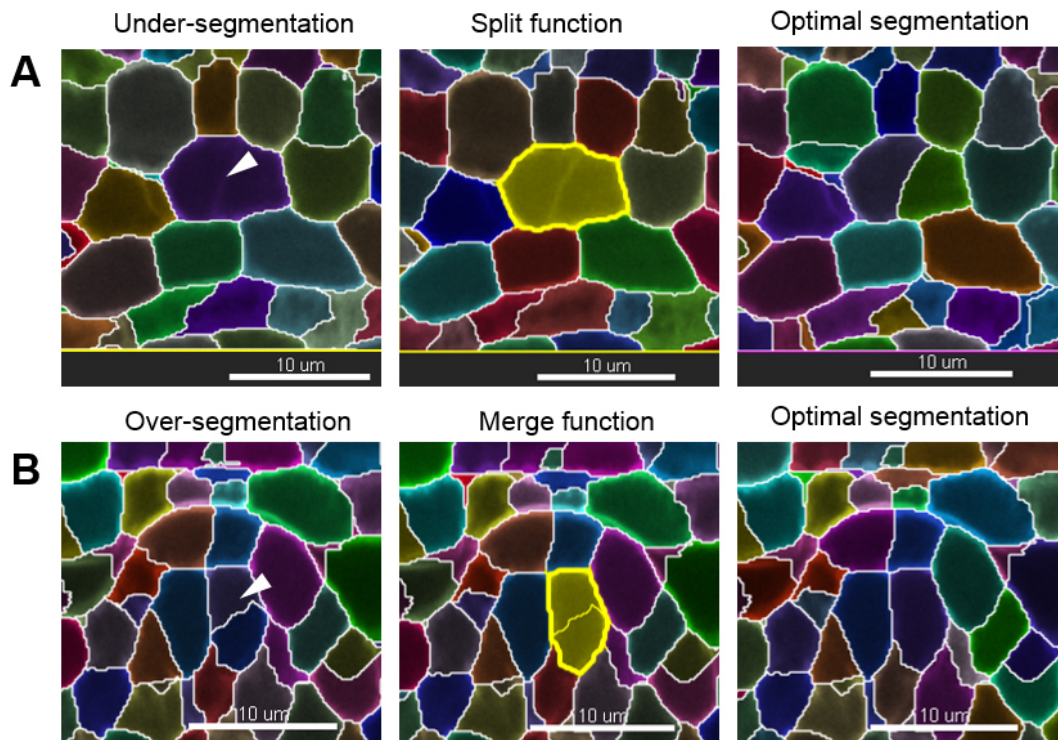 Under-segmentation Split function Optimal segmentation
A
10 um 10 um 10 um
Over-segmentation Merge function Optimal segmentation
B
10 um 10 um 10 um